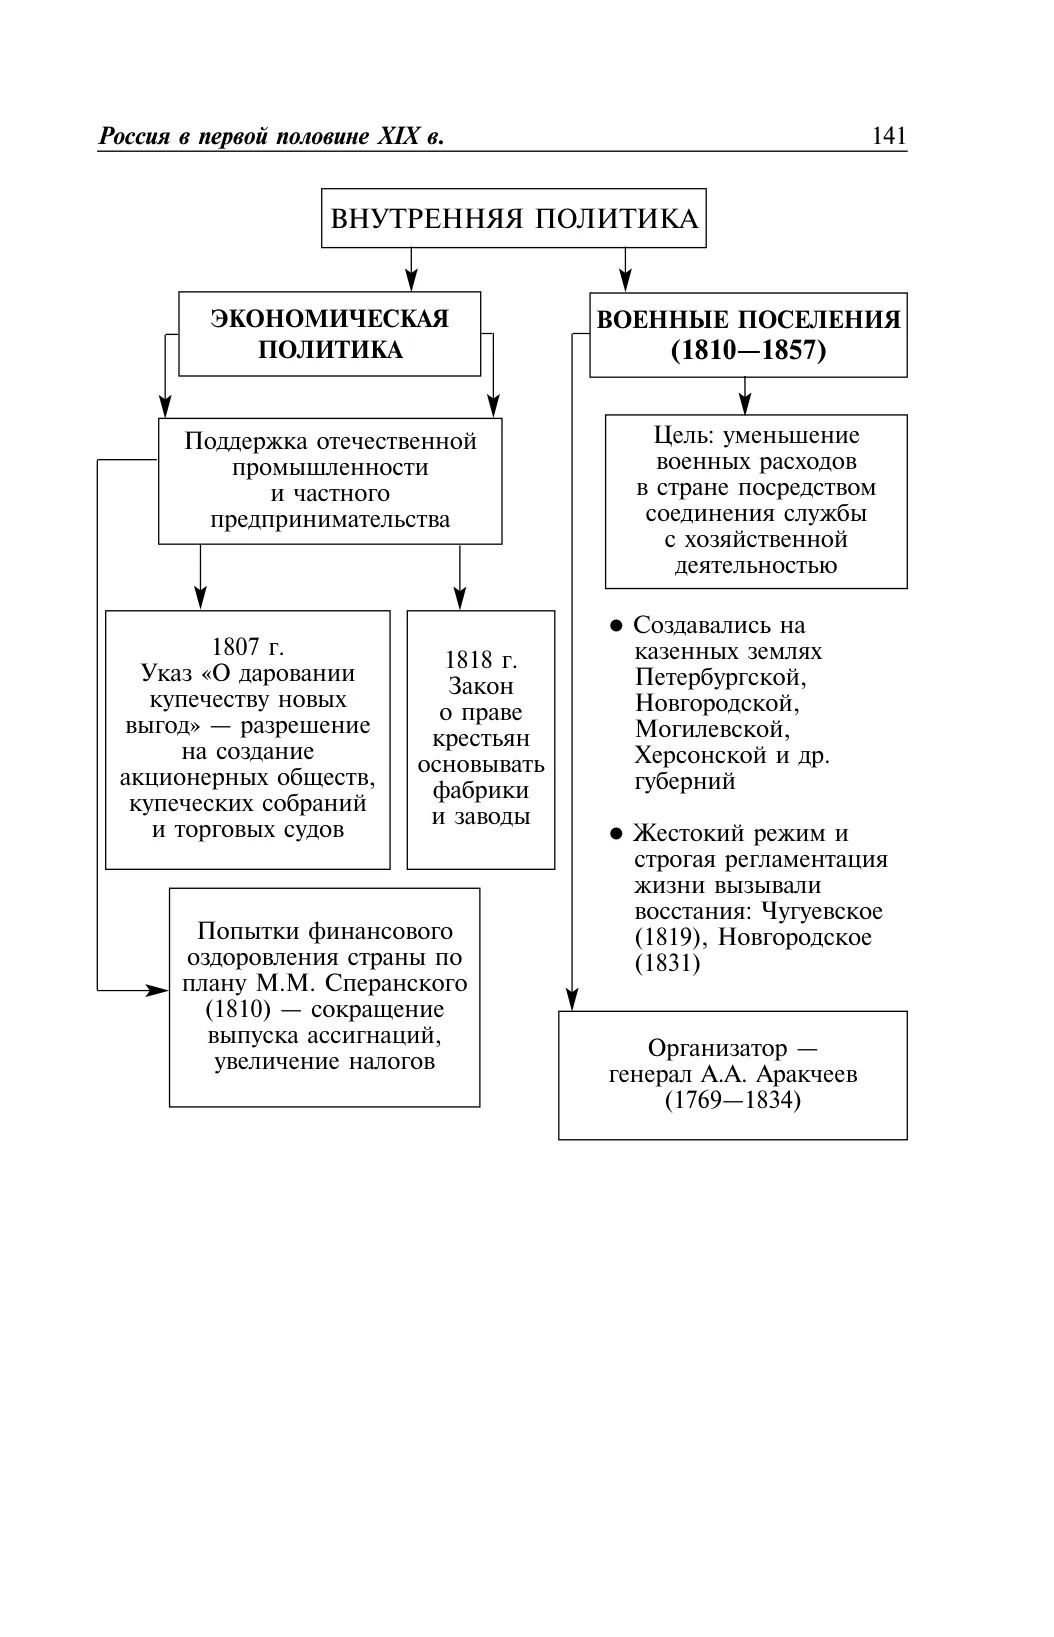 Россия в первой половине XIX в. 141
ВНУТРЕННЯЯ ПОЛИТИКА
ЭКОНОМИЧЕСКАЯ
ПОЛИТИКА
Поддержка отечественной
промышленности
и частного
предпринимательства
1807 г.
Указ «О даровании
купечеству новых
выгод» — разрешение
на создание
акционерных обществ,
купеческих собраний
и торговых судов
1818 г.
Закон
о праве
крестьян
основывать
фабрики
и заводы
Попытки финансового
оздоровления страны по
плану М.М. Сперанского
(1810) — сокращение
выпуска ассигнаций,
увеличение налогов
ВОЕННЫЕ ПОСЕЛЕНИЯ
(1810—1857)
Цель: уменьшение
военных расходов
в стране посредством
соединения службы
с хозяйственной
деятельностью
● Создавались на
казенных землях
Петербургской,
Новгородской,
Могилевской,
Херсонской и др.
губерний
● Жестокий режим и
строгая регламентация
жизни вызывали
восстания: Чугуевское
(1819), Новгородское
(1831)
Организатор —
генерал А.А. Аракчеев
(1769—1834)